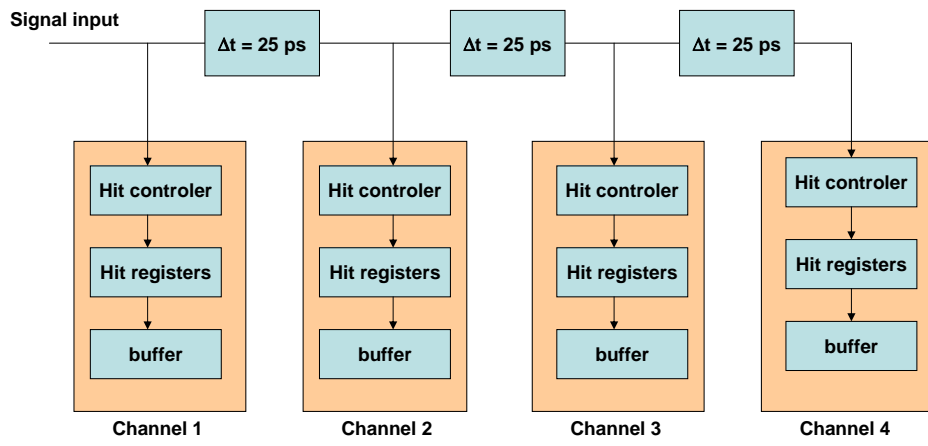 Signal input
Δt = 25 ps
Δt = 25 ps
Δt = 25 ps
Hit controler
Hit registers
buffer
Channel 1
Hit controler
Hit registers
buffer
Channel 2
Hit controler
Hit registers
buffer
Channel 3
Hit controler
Hit registers
buffer
Channel 4